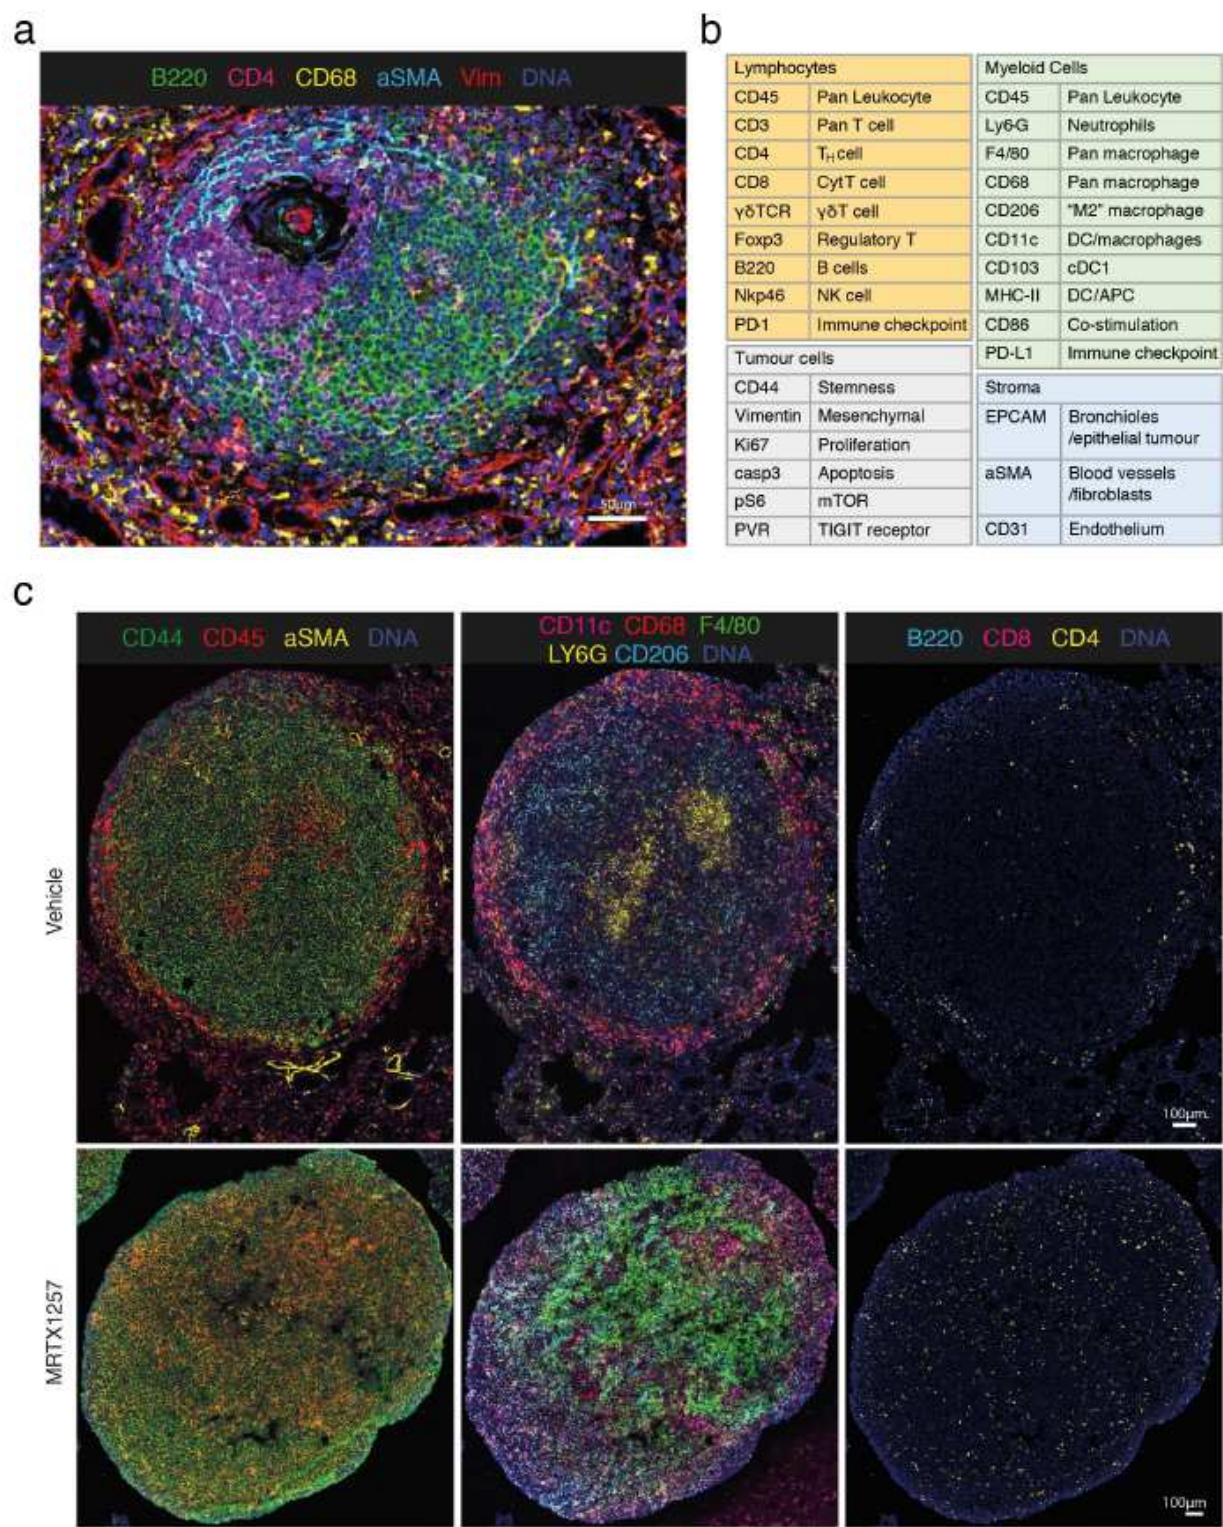 a
B220 CD4 CD68 aSMA Vim DNA
50µm
b
Lymphocytes
CD45 Pan Leukocyte
CD3 Pan T cell
CD4 TH cell
CD8 CytT cell
γδTCR γδT cell
Foxp3 Regulatory T
B220 B cells
Nkp46 NK cell
PD-1 Immune checkpoint
Tumour cells
CD44 Stemness
Vimentin Mesenchymal
Ki67 Proliferation
casp3 Apoptosis
pS6 mTOR
PVR TIGIT receptor
Myeloid Cells
CD45 Pan Leukocyte
Ly6-G Neutrophils
F4/80 Pan macrophage
CD68 Pan macrophage
CD206 “M2” macrophage
CD11c DC/macrophages
CD103 cDC1
MHC-II DC/APC
CD86 Co-stimulation
PD-L1 Immune checkpoint
Stroma
EPCAM Bronchioles
/epithelial tumour
aSMA Blood vessels
/fibroblasts
CD31 Endothelium
c
CD44 CD45 aSMA DNA
CD11c CD68 F4/80
LY6G CD206 DNA
B220 CD8 CD4 DNA
Vehicle
100µm
MRTX1257
100µm